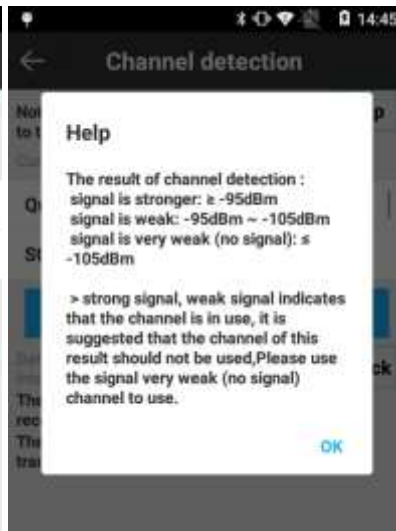 14:45
Channel detection
Help
The result of channel detection :
signal is stronger: ≥ -95dBm
signal is weak: -95dBm ~ -105dBm
signal is very weak (no signal): ≤
-105dBm
> strong signal, weak signal indicates
that the channel is in use, it is
suggested that the channel of this
result should not be used,Please use
the signal very weak (no signal)
channel to use.
OK